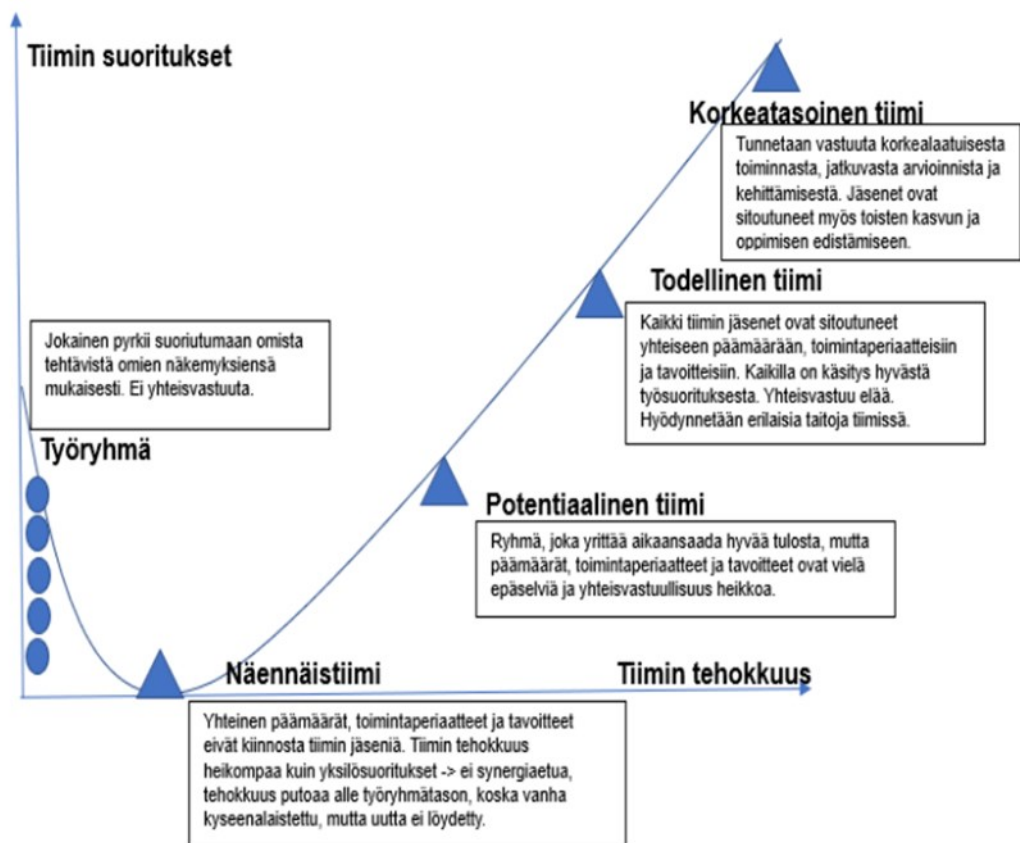 Tiimin suoritukset
Korkeatasoinen tiimi
Tunnetaan vastuuta korkealaatuisesta
toiminnasta, jatkuvasta arvioinnista ja
kehittämisestä. Jäsenet ovat
sitoutuneet myös toisten kasvun ja
oppimisen edistämiseen.
Todellinen tiimi
Kaikki tiimin jäsenet ovat sitoutuneet
yhteiseen päämäärään, toimintaperiaatteisiin
ja tavoitteisiin. Kaikilla on käsitys hyvästä
työsuorituksesta. Yhteisvastuu elää.
Hyödynnetään erilaisia taitoja tiimissä.
Jokainen pyrkii suoriutumaan omista
tehtävistä omien näkemyksiensä
mukaisesti. Ei yhteisvastuuta.
Työryhmä
Potentiaalinen tiimi
Ryhmä, joka yrittää aikaansaada hyvää tulosta, mutta
päämäärät, toimintaperiaatteet ja tavoitteet ovat vielä
epäselviä ja yhteisvastuullisuus heikkoa.
Näennäistiimi
Tiimin tehokkuus
Yhteinen päämäärät, toimintaperiaatteet ja tavoitteet
eivät kiinnosta tiimin jäseniä. Tiimin tehokkuus
heikompaa kuin yksilösuoritukset -> ei synergiaetua,
tehokkuus putoaa alle työryhmätason, koska vanha
kyseenalaistettu, mutta uutta ei löydetty.